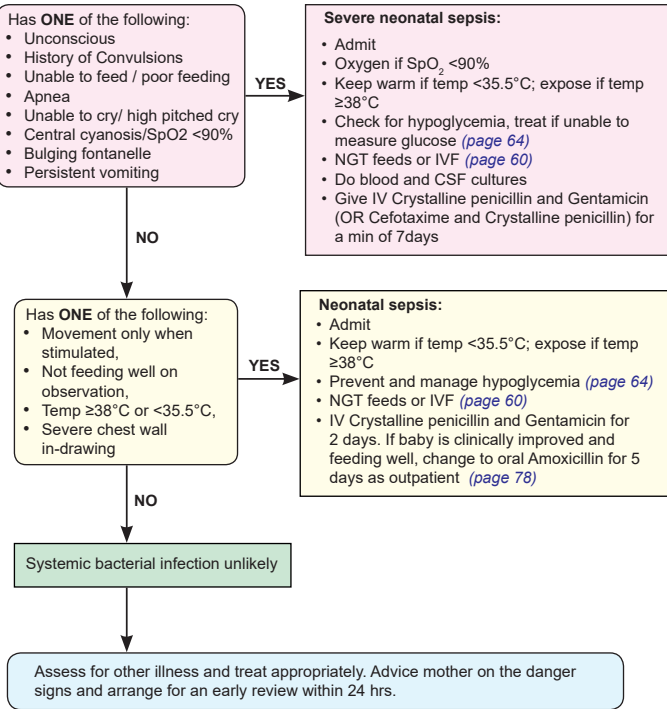 Has ONE of the following:
• Unconscious
• History of Convulsions
• Unable to feed / poor feeding
• Apnea
• Unable to cry/ high pitched cry
• Central cyanosis/SpO2 <90%
• Bulging fontanelle
• Persistent vomiting
YES
Severe neonatal sepsis:
• Admit
• Oxygen if SpO₂ <90%
• Keep warm if temp <35.5°C; expose if temp
≥38°C
• Check for hypoglycemia, treat if unable to
measure glucose (page 64)
• NGT feeds or IVF (page 60)
• Do blood and CSF cultures
• Give IV Crystalline penicillin and Gentamicin
(OR Cefotaxime and Crystalline penicillin) for
a min of 7days
NO
Has ONE of the following:
• Movement only when
stimulated,
• Not feeding well on
observation,
• Temp ≥38°C or <35.5°C,
• Severe chest wall
in-drawing
YES
Neonatal sepsis:
• Admit
• Keep warm if temp <35.5°C; expose if temp
≥38°C
• Prevent and manage hypoglycemia (page 64)
• NGT feeds or IVF (page 60)
• IV Crystalline penicillin and Gentamicin for
2 days. If baby is clinically improved and
feeding well, change to oral Amoxicillin for 5
days as outpatient (page 78)
NO
Systemic bacterial infection unlikely
Assess for other illness and treat appropriately. Advice mother on the danger
signs and arrange for an early review within 24 hrs.